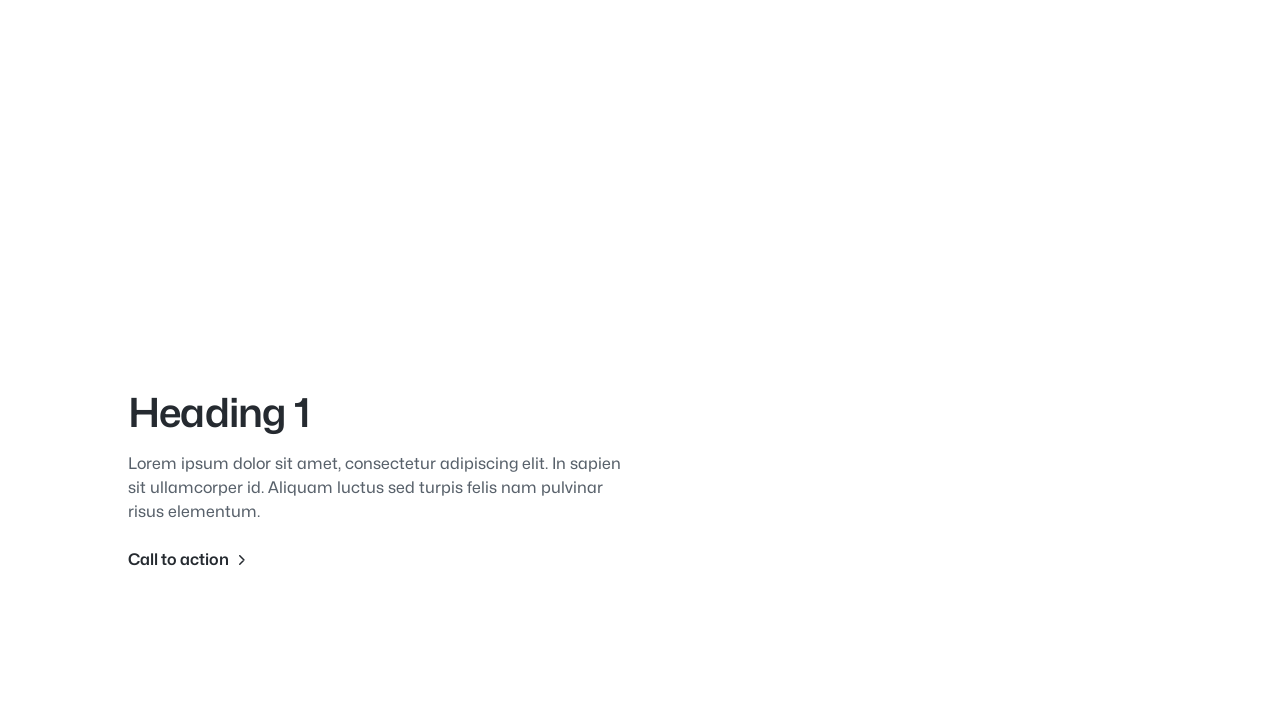 Heading 1
Lorem ipsum dolor sit amet, consectetur adipiscing elit. In sapien
sit ullamcorper id. Aliquam luctus sed turpis felis nam pulvinar
risus elementum.
Call to action